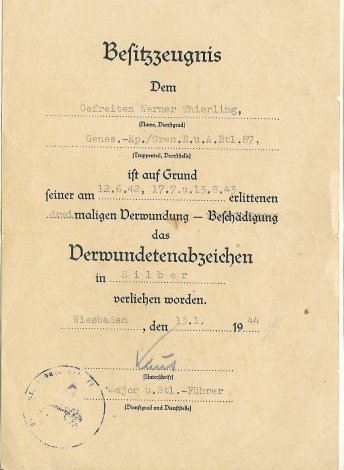 Besitzzeugnis
Dem
Gefreiten Werner Thierling,
(Name, Dienstgrad)
Genes.-Kp./Gren.E.u.A.Btl.87,
(Truppenteil, Dienststelle)
ist auf Grund
seiner am 12.6.42, 17.7.u.13.8.43 erlittenen
drei maligen Verwundung – Beschädigung
das
Verwundetenabzeichen
in Silber
verliehen worden.
Wiesbaden, den 13.1. 1944
(Unterschrift)
Major u.Btl.-Führer
(Dienstgrad und Dienststelle)